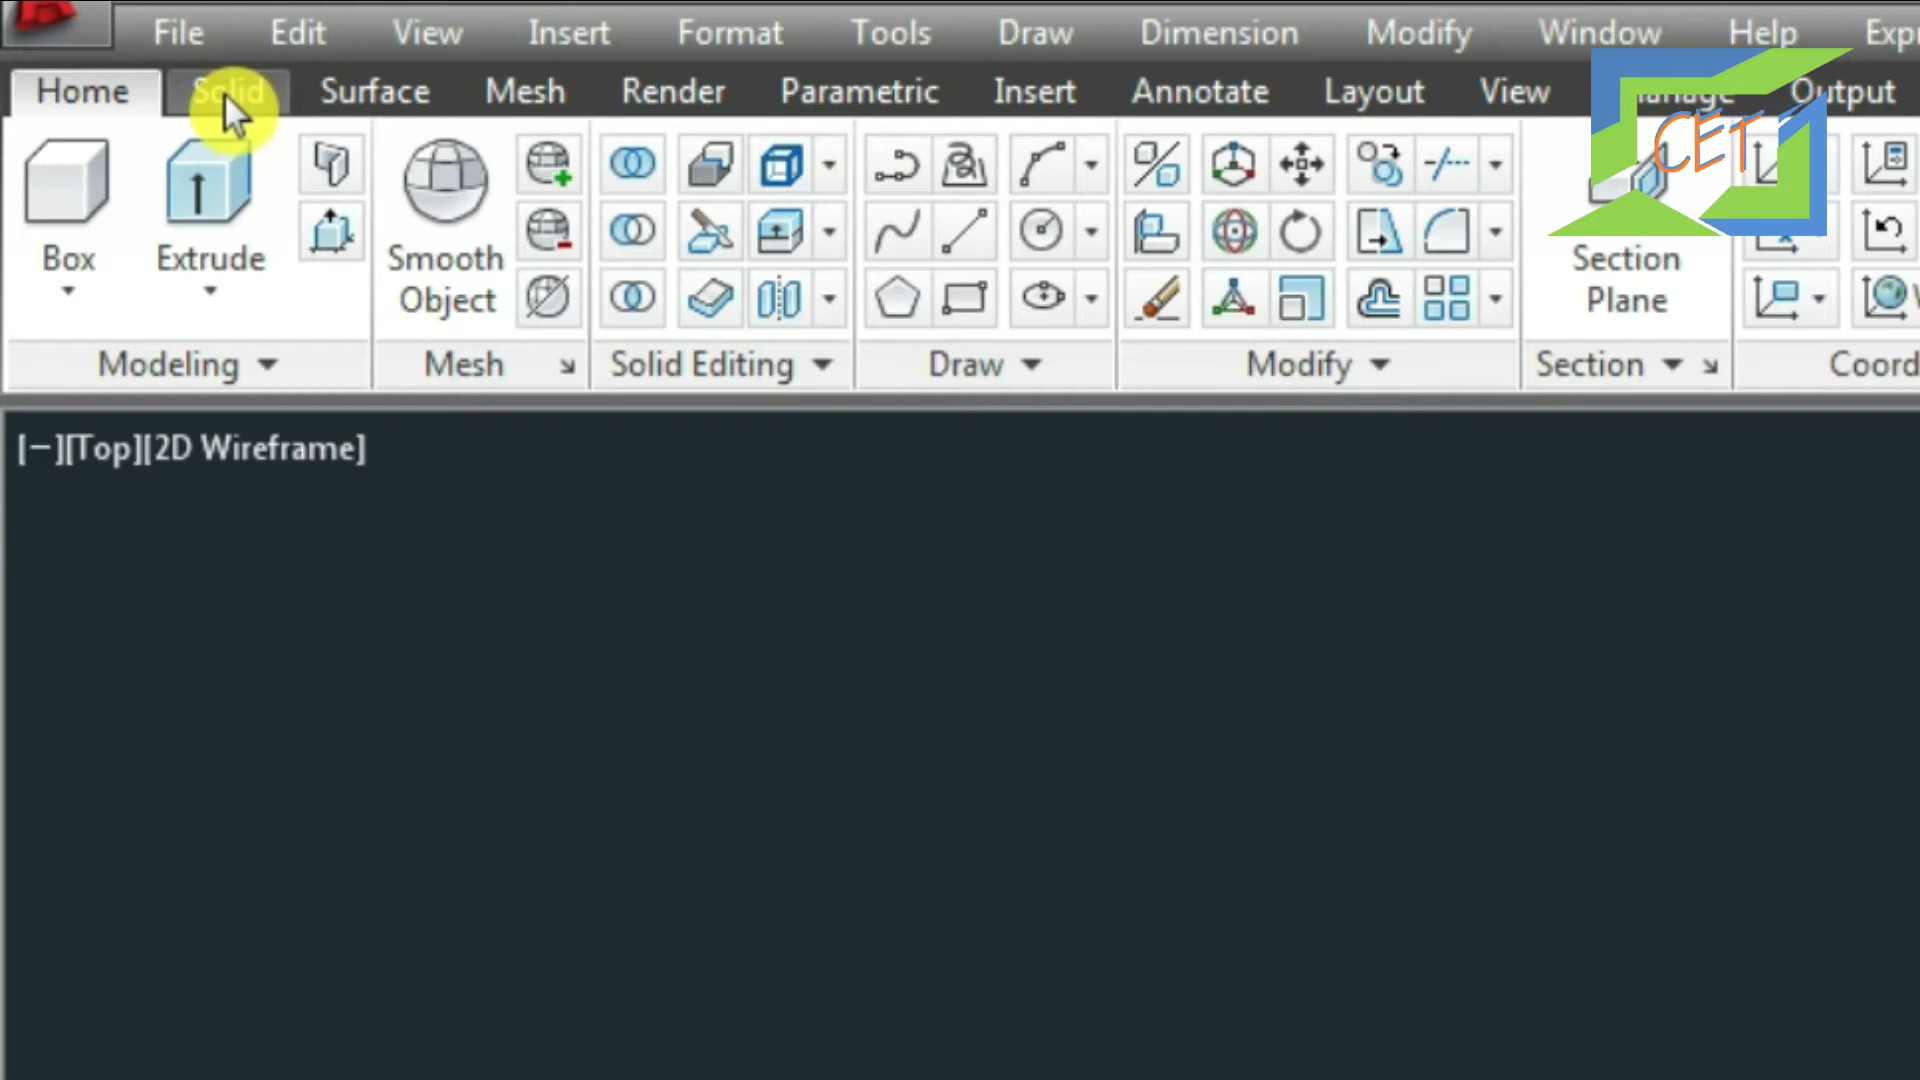 File Edit View Insert Format Tools Draw Dimension Modify Window Help
Home Solid Surface Mesh Render Parametric Insert Annotate Layout View Output
CET
Box
Extrude
Smooth
Object
Section
Plane
Modeling Mesh Solid Editing Draw Modify Section Coord
[−][Top][2D Wireframe]